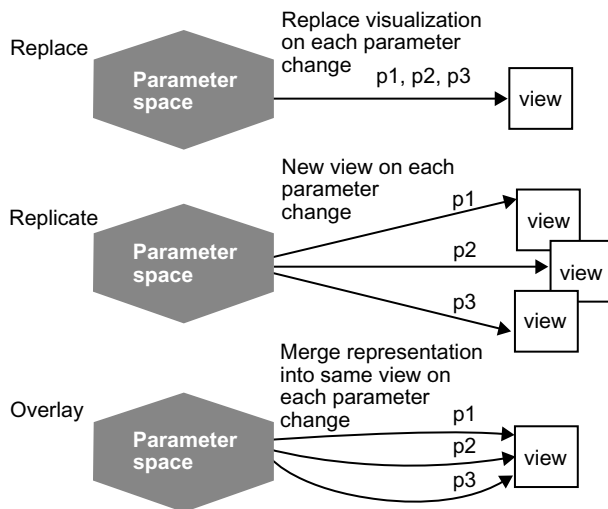 Replace
Parameter
space
Replace visualization
on each parameter
change
p1, p2, p3
view
Replicate
Parameter
space
New view on each
parameter
change
p1
p2
p3
view
view
view
Overlay
Parameter
space
Merge representation
into same view on
each parameter
change
p1
p2
p3
view